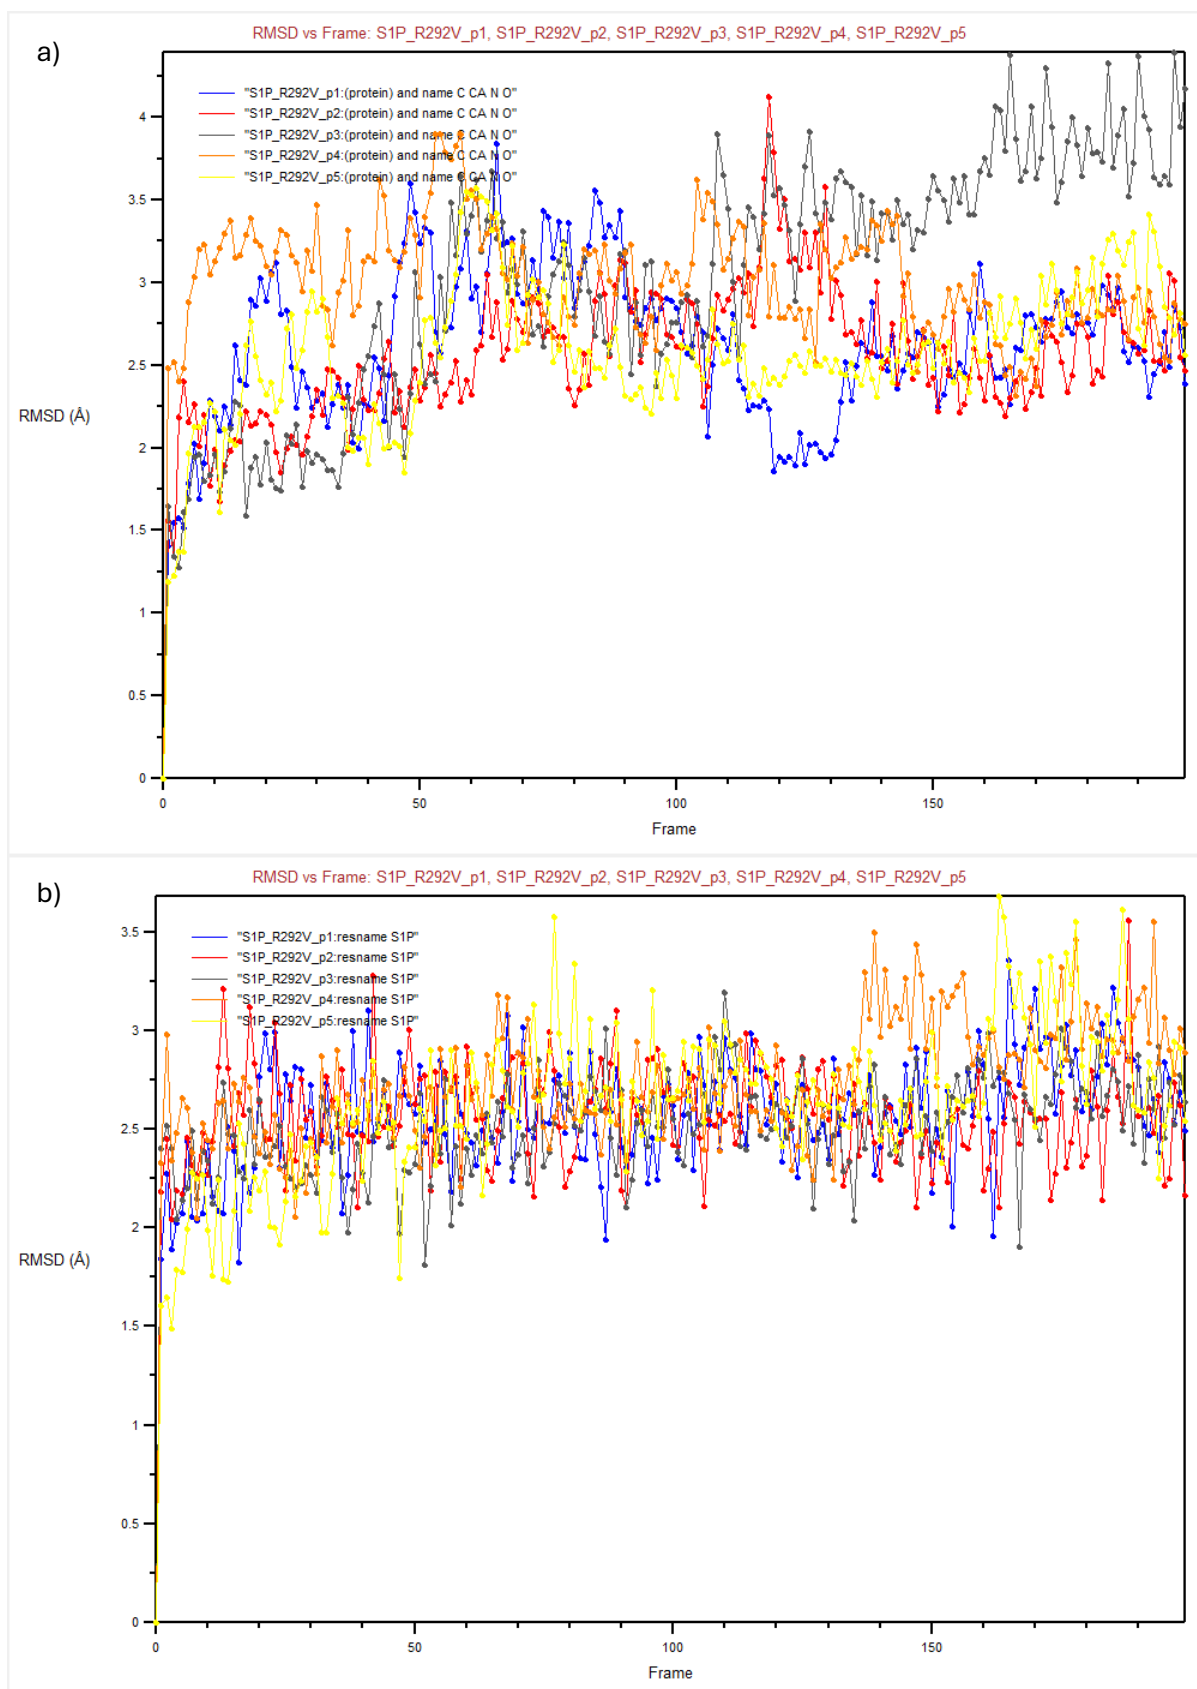 a)
RMSD vs Frame: S1P_R292V_p1, S1P_R292V_p2, S1P_R292V_p3, S1P_R292V_p4, S1P_R292V_p5
"S1P_R292V_p1:(protein) and name C CA N O"
"S1P_R292V_p2:(protein) and name C CA N O"
"S1P_R292V_p3:(protein) and name C CA N O"
"S1P_R292V_p4:(protein) and name C CA N O"
"S1P_R292V_p5:(protein) and name C CA N O"
4
3.5
3
2.5
RMSD (Å)
2
1.5
1
0.5
0
0 50 100 150
Frame
b)
RMSD vs Frame: S1P_R292V_p1, S1P_R292V_p2, S1P_R292V_p3, S1P_R292V_p4, S1P_R292V_p5
"S1P_R292V_p1:resname S1P"
"S1P_R292V_p2:resname S1P"
"S1P_R292V_p3:resname S1P"
"S1P_R292V_p4:resname S1P"
"S1P_R292V_p5:resname S1P"
3.5
3
2.5
2
RMSD (Å)
1.5
1
0.5
0
0 50 100 150
Frame